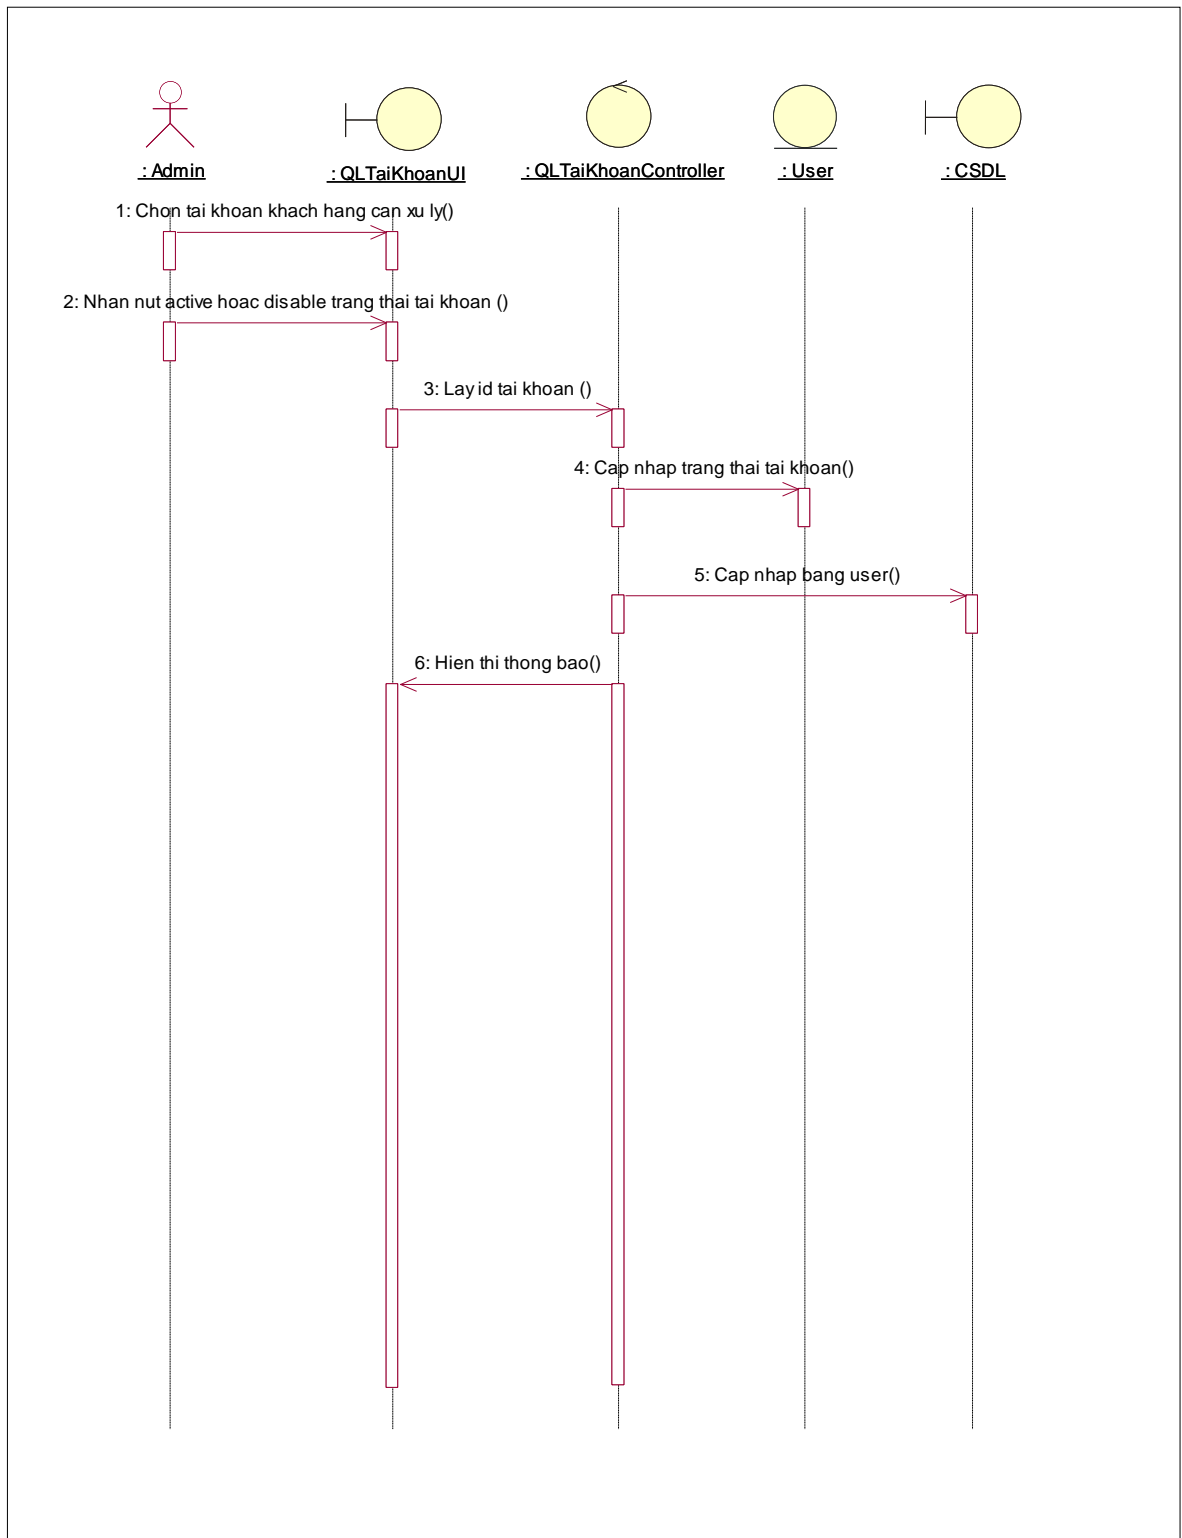 : Admin
: QLTaiKhoanUI
: QLTaiKhoanController
: User
: CSDL
1: Chon tai khoan khach hang can xu ly()
2: Nhan nut active hoac disable trang thai tai khoan ()
3: Lay id tai khoan ()
4: Cap nhap trang thai tai khoan()
5: Cap nhap bang user()
6: Hien thi thong bao()